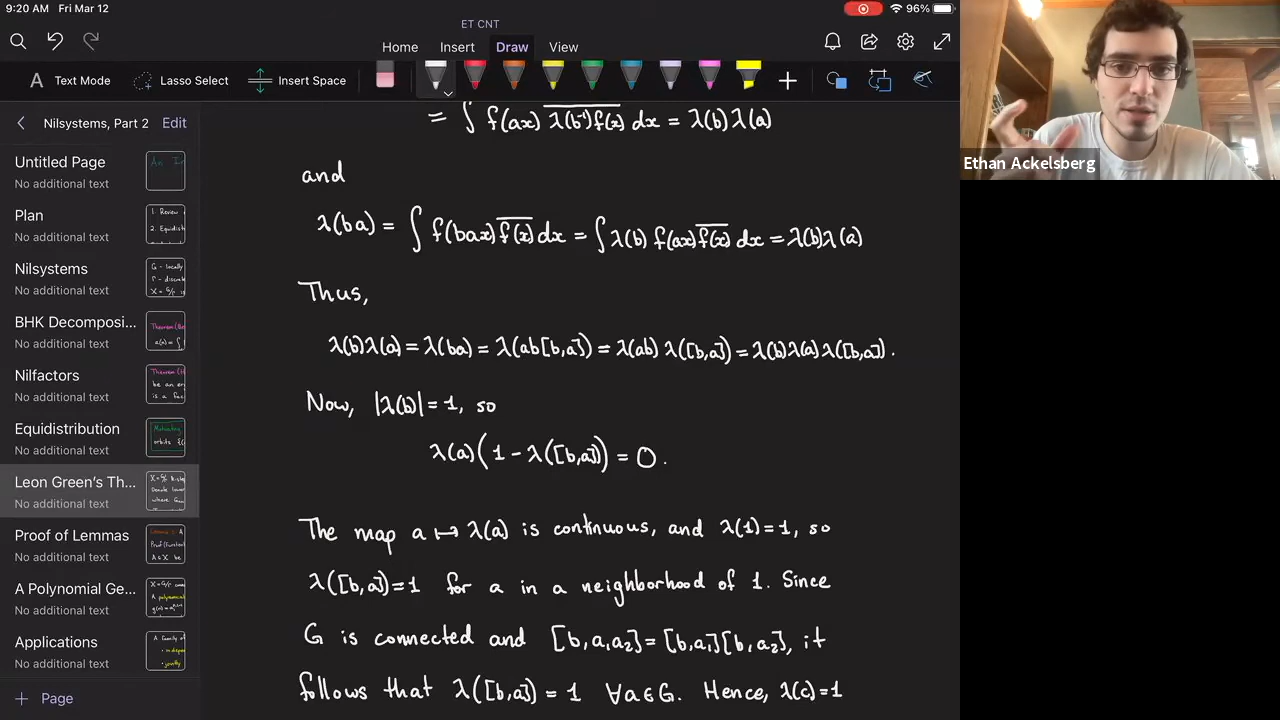 9:20 AM Fri Mar 12
96%
ET CNT
Home Insert Draw View
Text Mode Lasso Select Insert Space
Nilsystems, Part 2 Edit
Untitled Page
No additional text
Plan
No additional text
Nilsystems
No additional text
BHK Decomposi...
No additional text
Nilfactors
No additional text
Equidistribution
No additional text
Leon Green's Th...
No additional text
Proof of Lemmas
No additional text
A Polynomial Ge...
No additional text
Applications
No additional text
+ Page
= ∫ f(ax) \overline{λ(b⁻¹)f(x)} dx = λ(b)λ(a)
and
λ(ba) = ∫ f(bax) \overline{f(x)} dx = ∫ λ(b) f(ax) \overline{f(x)} dx = λ(b)λ(a)
Thus,
λ(b)λ(a) = λ(ba) = λ(ab[b,a]) = λ(ab) λ([b,a]) = λ(b)λ(a)λ([b,a]).
Now, |λ(b)| = 1, so
λ(a)(1 − λ([b,a])) = 0.
The map a ↦ λ(a) is continuous, and λ(1) = 1, so
λ([b,a]) = 1 for a in a neighborhood of 1. Since
G is connected and [b, a₁a₂] = [b,a₁][b,a₂], it
follows that λ([b,a]) = 1 ∀a∈G. Hence, λ(c) = 1
Ethan Ackelsberg